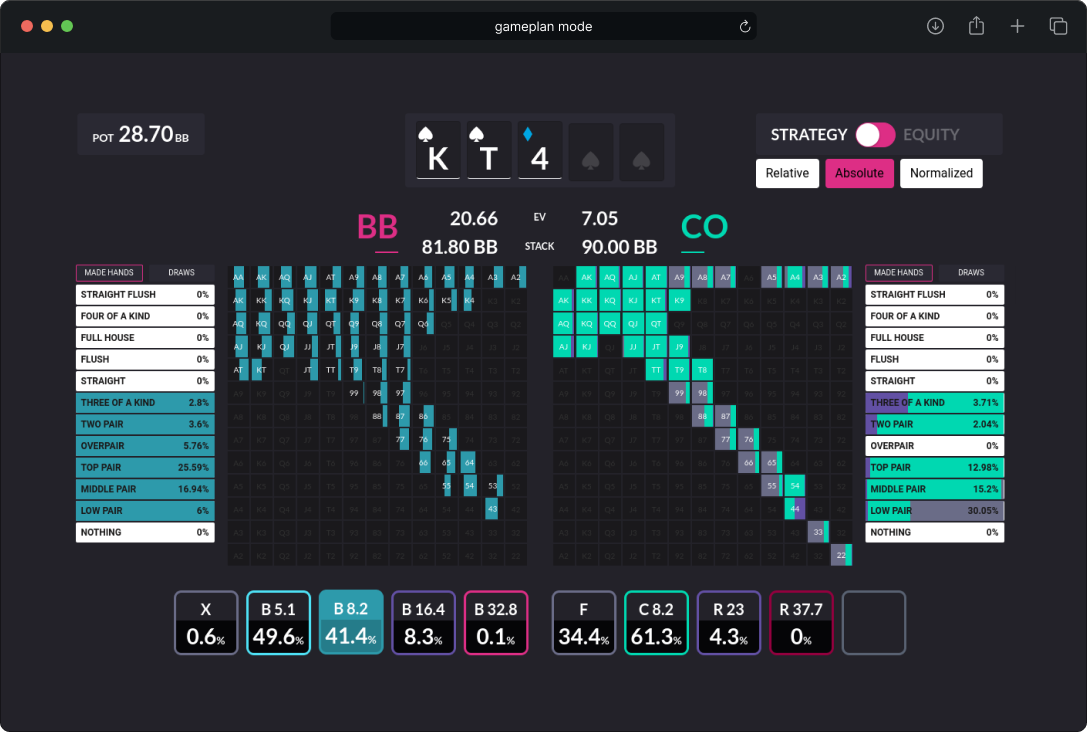 gameplan mode
POT 28.70 BB
K T 4
STRATEGY EQUITY
Relative Absolute Normalized
BB 20.66 EV 7.05 CO
81.80 BB STACK 90.00 BB
MADE HANDS DRAWS
STRAIGHT FLUSH 0%
FOUR OF A KIND 0%
FULL HOUSE 0%
FLUSH 0%
STRAIGHT 0%
THREE OF A KIND 2.8%
TWO PAIR 3.6%
OVERPAIR 5.76%
TOP PAIR 25.59%
MIDDLE PAIR 16.94%
LOW PAIR 6%
NOTHING 0%
AA AK AQ AJ AT A9 A8 A7 A6 A5 A4 A3 A2
AK KK KQ KJ KT K9 K8 K7 K6 K5 K4
AQ KQ QQ QJ QT Q9 Q8 Q7 Q6
AJ KJ QJ JJ JT J9 J8 J7
AT KT JT TT T9 T8 T7
99 98 97
88 87 86
77 76 75
66 65 64
55 54 53
43
AK AQ AJ AT A9 A8 A7 A5 A4 A3 A2
AK KK KQ KJ KT K9
AQ KQ QQ QJ QT
AJ KJ JJ JT J9
TT T9 T8
99 98
88 87
77 76
66 65
55 54
44
33
22
MADE HANDS DRAWS
STRAIGHT FLUSH 0%
FOUR OF A KIND 0%
FULL HOUSE 0%
FLUSH 0%
STRAIGHT 0%
THREE OF A KIND 3.71%
TWO PAIR 2.04%
OVERPAIR 0%
TOP PAIR 12.98%
MIDDLE PAIR 15.2%
LOW PAIR 30.05%
NOTHING 0%
X B 5.1 B 8.2 B 16.4 B 32.8 F C 8.2 R 23 R 37.7
0.6% 49.6% 41.4% 8.3% 0.1% 34.4% 61.3% 4.3% 0%